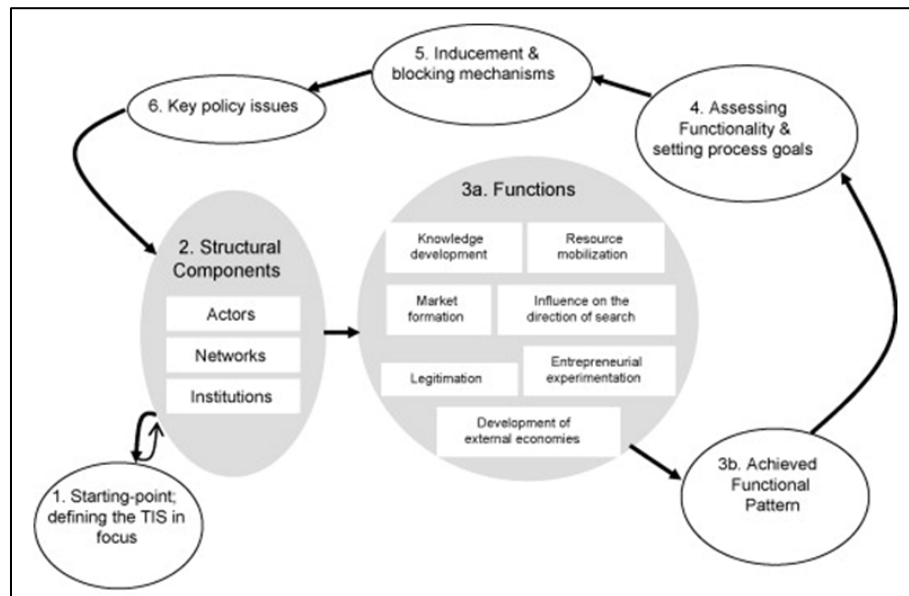 5. Inducement &
blocking mechanisms
6. Key policy issues
4. Assessing
Functionality &
setting process goals
3a. Functions
Knowledge
development
Resource
mobilization
Market
formation
Influence on the
direction of search
Legitimation
Entrepreneurial
experimentation
Development of
external economies
2. Structural
Components
Actors
Networks
Institutions
1. Starting-point;
defining the TIS in
focus
3b. Achieved
Functional
Pattern